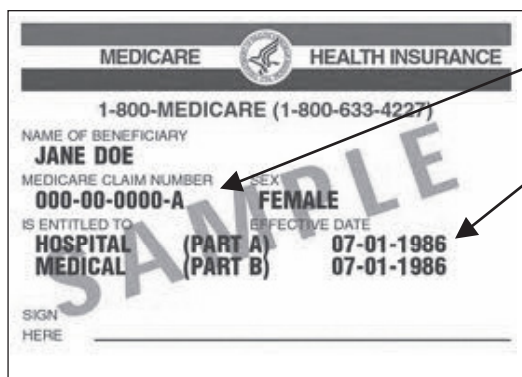 MEDICARE HEALTH INSURANCE
1-800-MEDICARE (1-800-633-4227)
NAME OF BENEFICIARY
JANE DOE
MEDICARE CLAIM NUMBER SEX
000-00-0000-A FEMALE
IS ENTITLED TO EFFECTIVE DATE
HOSPITAL (PART A) 07-01-1986
MEDICAL (PART B) 07-01-1986
SIGN
HERE
SAMPLE